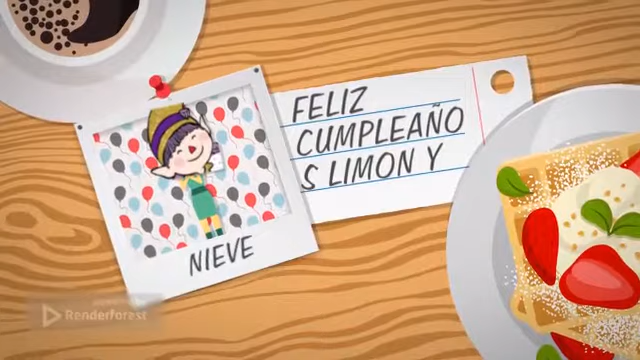 FELIZ
CUMPLEAÑO
S LIMON Y
NIEVE
Renderforest